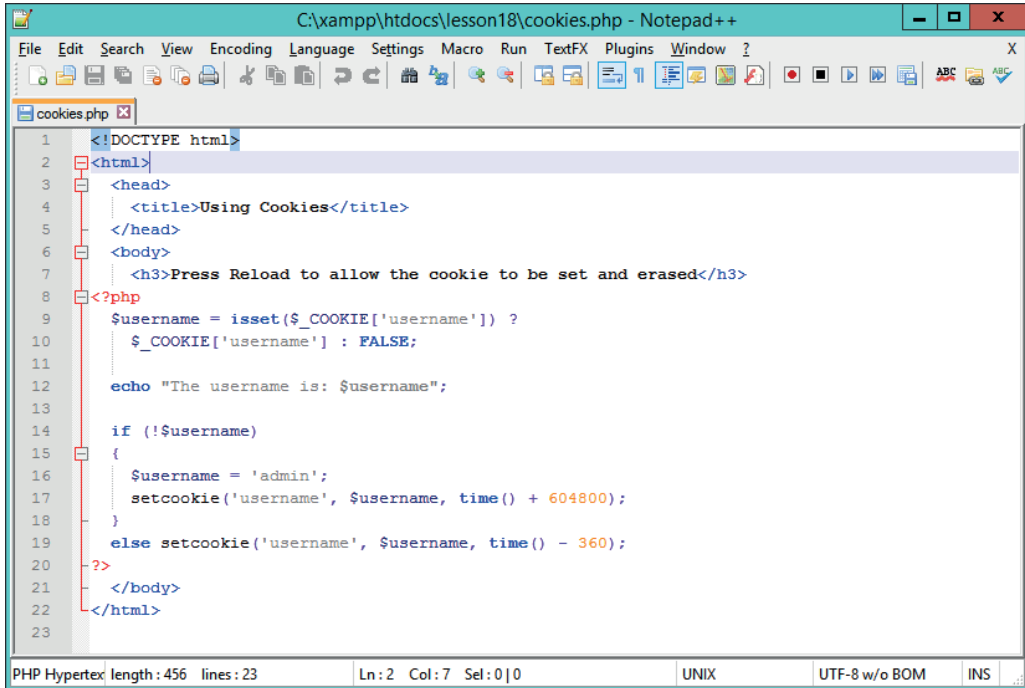 C:\xampp\htdocs\lesson18\cookies.php - Notepad++
File Edit Search View Encoding Language Settings Macro Run TextFX Plugins Window ? X
ABC ABC
cookies.php
1 <!DOCTYPE html>
2 <html>
3 <head>
4 <title>Using Cookies</title>
5 </head>
6 <body>
7 <h3>Press Reload to allow the cookie to be set and erased</h3>
8 <?php
9 $username = isset($_COOKIE['username']) ?
10 $_COOKIE['username'] : FALSE;
11
12 echo "The username is: $username";
13
14 if (!$username)
15 {
16 $username = 'admin';
17 setcookie('username', $username, time() + 604800);
18 }
19 else setcookie('username', $username, time() - 360);
20 ?>
21 </body>
22 </html>
23
PHP Hypertex length : 456 lines : 23 Ln : 2 Col : 7 Sel : 0 | 0 UNIX UTF-8 w/o BOM INS